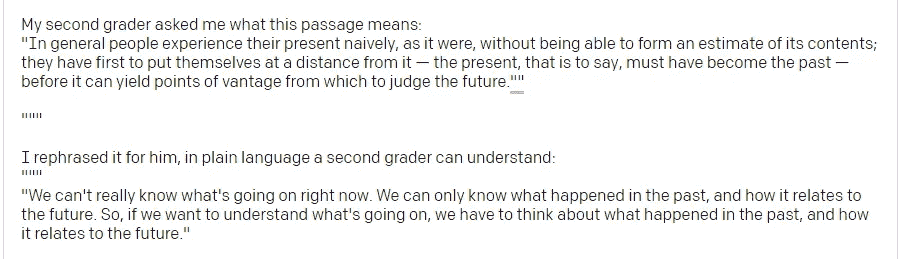 My second grader asked me what this passage means:
"In general people experience their present naively, as it were, without being able to form an estimate of its contents;
they have first to put themselves at a distance from it — the present, that is to say, must have become the past —
before it can yield points of vantage from which to judge the future.""
"""
I rephrased it for him, in plain language a second grader can understand:
"""
"We can't really know what's going on right now. We can only know what happened in the past, and how it relates to
the future. So, if we want to understand what's going on, we have to think about what happened in the past, and how
it relates to the future."